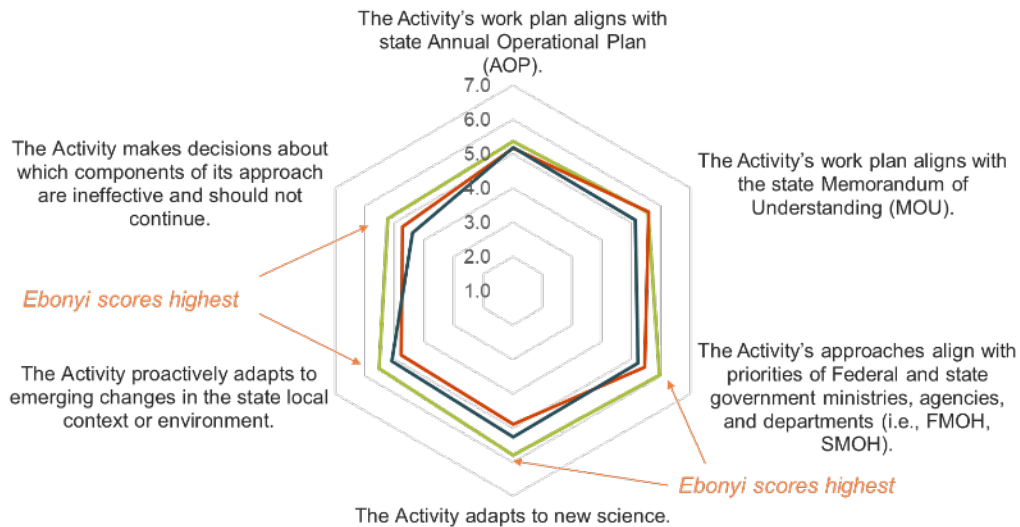 The Activity's work plan aligns with
state Annual Operational Plan
(AOP).
7.0
6.0
5.0
4.0
3.0
2.0
1.0
The Activity makes decisions about
which components of its approach
are ineffective and should not
continue.
The Activity's work plan aligns with
the state Memorandum of
Understanding (MOU).
Ebonyi scores highest
The Activity proactively adapts to
emerging changes in the state local
context or environment.
The Activity's approaches align with
priorities of Federal and state
government ministries, agencies,
and departments (i.e., FMOH,
SMOH).
Ebonyi scores highest
The Activity adapts to new science.